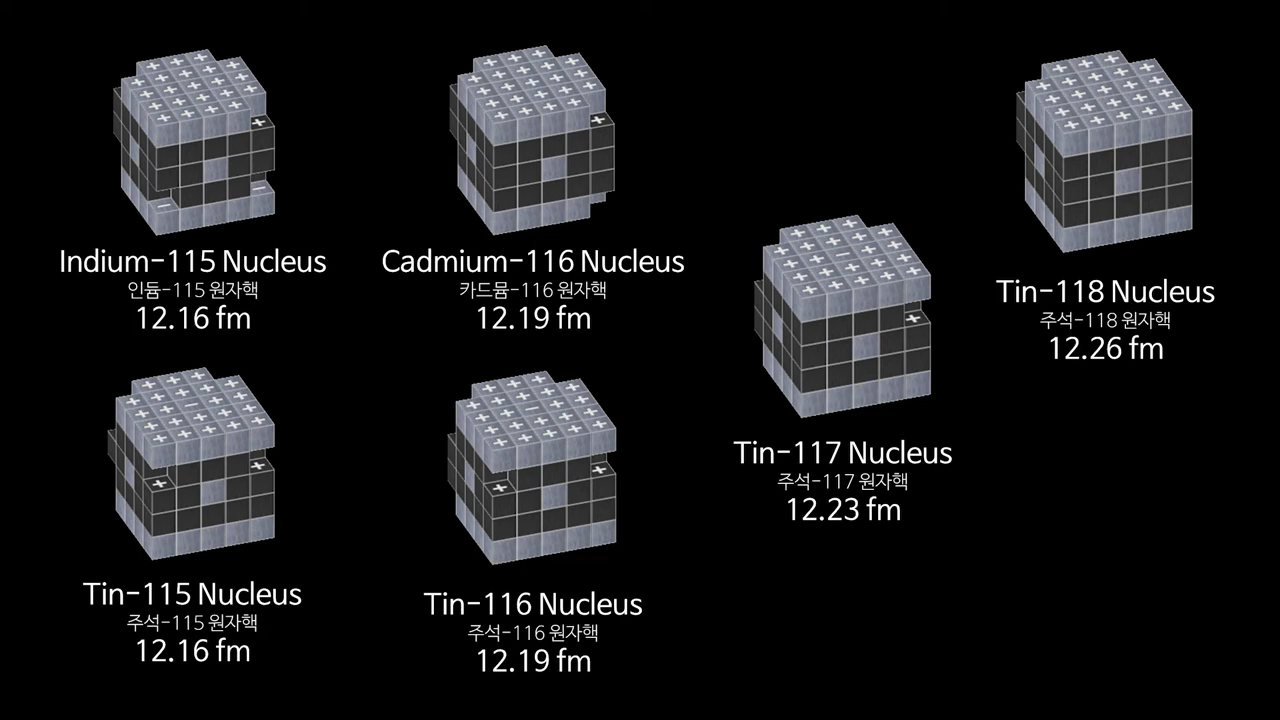 Indium-115 Nucleus
인듐-115 원자핵
12.16 fm
Cadmium-116 Nucleus
카드뮴-116 원자핵
12.19 fm
Tin-118 Nucleus
주석-118 원자핵
12.26 fm
Tin-117 Nucleus
주석-117 원자핵
12.23 fm
Tin-115 Nucleus
주석-115 원자핵
12.16 fm
Tin-116 Nucleus
주석-116 원자핵
12.19 fm